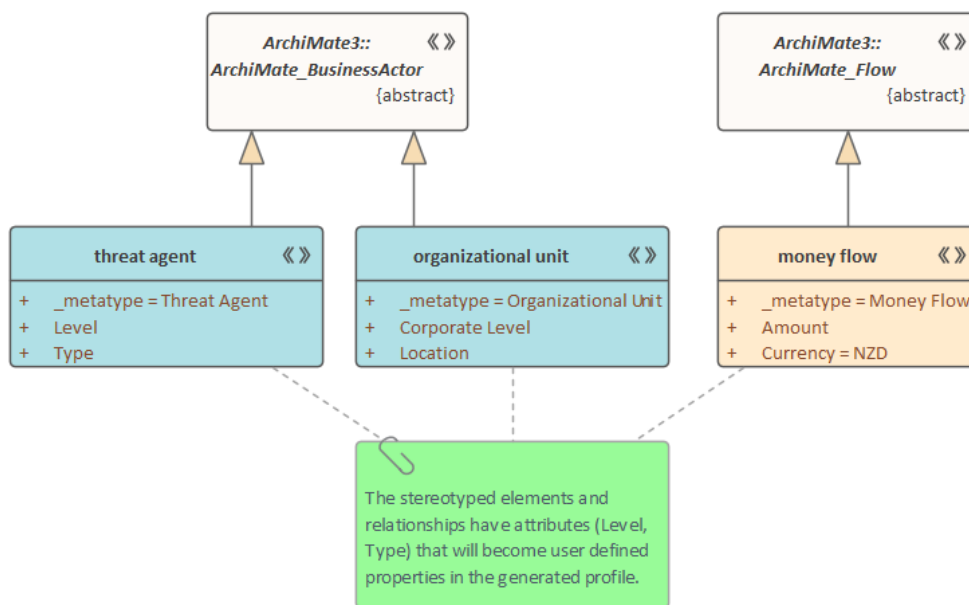 ArchiMate3:: «»
ArchiMate_BusinessActor
{abstract}
ArchiMate3:: «»
ArchiMate_Flow
{abstract}
threat agent «»
+ _metatype = Threat Agent
+ Level
+ Type
organizational unit «»
+ _metatype = Organizational Unit
+ Corporate Level
+ Location
money flow «»
+ _metatype = Money Flow
+ Amount
+ Currency = NZD
The stereotyped elements and
relationships have attributes (Level,
Type) that will become user defined
properties in the generated profile.